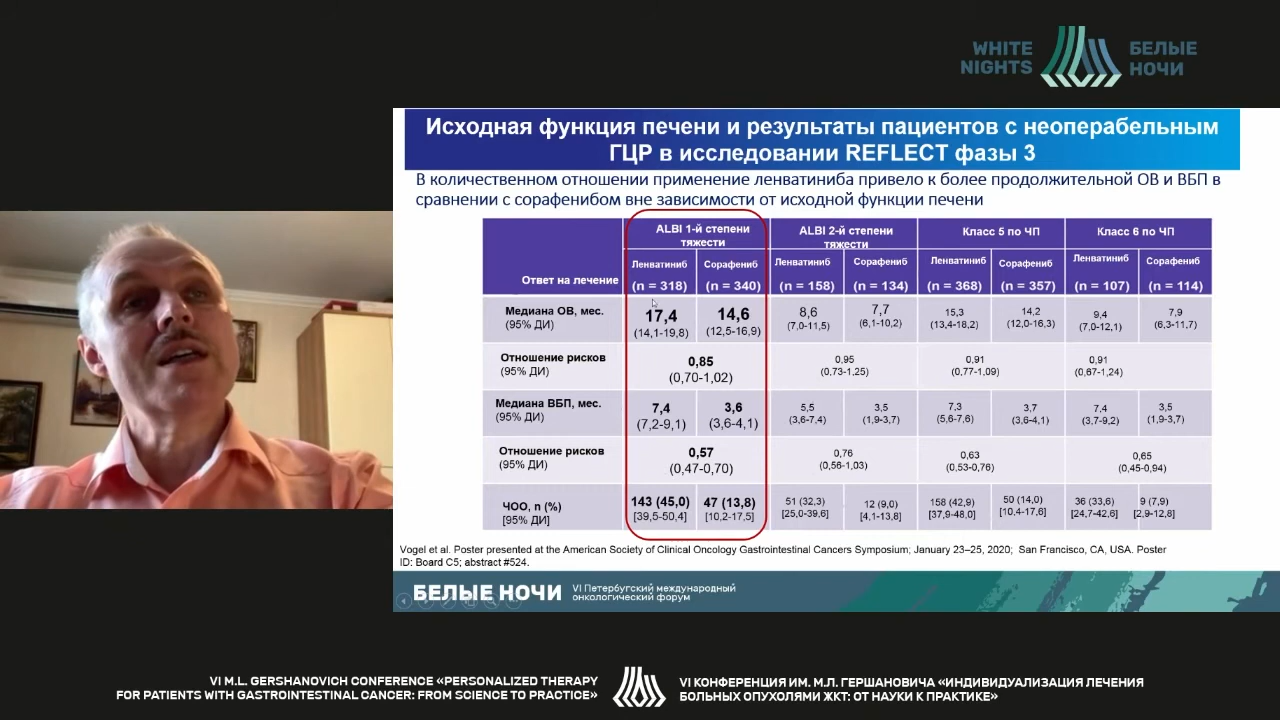 WHITE
NIGHTS
БЕЛЫЕ
НОЧИ
Исходная функция печени и результаты пациентов с неоперабельным
ГЦР в исследовании REFLECT фазы 3
В количественном отношении применение ленватиниба привело к более продолжительной ОВ и ВБП в
сравнении с сорафенибом вне зависимости от исходной функции печени
Ответ на лечение
ALBI 1-й степени
тяжести
ALBI 2-й степени
тяжести
Класс 5 по ЧП
Класс 6 по ЧП
Ленватиниб Сорафениб Ленватиниб Сорафениб Ленватиниб Сорафениб Ленватиниб Сорафениб
(n = 318) (n = 340) (n = 158) (n = 134) (n = 368) (n = 357) (n = 107) (n = 114)
Медиана ОВ, мес. 17,4 14,6 8,6 7,7 15,3 14,2 9,4 7,9
(95% ДИ) (14,1-19,8) (12,5-16,9) (7,0-11,5) (6,1-10,2) (13,4-18,2) (12,0-16,3) (7,0-12,1) (6,3-11,7)
Отношение рисков 0,85 0,95 0,91 0,91
(95% ДИ) (0,70-1,02) (0.73-1,25) (0,77-1,09) (0,67-1,24)
Медиана ВБП, мес. 7,4 3,6 5,5 3,5 7,3 3,7 7,4 3,5
(95% ДИ) (7,2-9,1) (3,6-4,1) (3,6-7,4) (1,9-3,7) (5,6-7,6) (3,6-4,1) (3,7-9,2) (1,9-3,7)
Отношение рисков 0,57 0,76 0,63 0,65
(95% ДИ) (0,47-0,70) (0,56-1,03) (0,53-0,76) (0,45-0,94)
ЧОО, n (%) 143 (45,0) 47 (13,8) 51 (32,3) 12 (9,0) 158 (42,9) 50 (14,0) 36 (33,6) 9 (7,9)
[95% ДИ] [39,5-50,4] [10,2-17,5] [25,0-39,6] [4,1-13,8] [37,9-48,0] [10,4-17,6] [24,7-42,6] [2,9-12,8]
Vogel et al. Poster presented at the American Society of Clinical Oncology Gastrointestinal Cancers Symposium; January 23–25, 2020; San Francisco, CA, USA. Poster
ID: Board C5; abstract #524.
БЕЛЫЕ НОЧИ
VI Петербугский международный
онкологический форум
VI M.L. GERSHANOVICH CONFERENCE «PERSONALIZED THERAPY
FOR PATIENTS WITH GASTROINTESTINAL CANCER: FROM SCIENCE TO PRACTICE»
VI КОНФЕРЕНЦИЯ ИМ. М.Л. ГЕРШАНОВИЧА «ИНДИВИДУАЛИЗАЦИЯ ЛЕЧЕНИЯ
БОЛЬНЫХ ОПУХОЛЯМИ ЖКТ: ОТ НАУКИ К ПРАКТИКЕ»